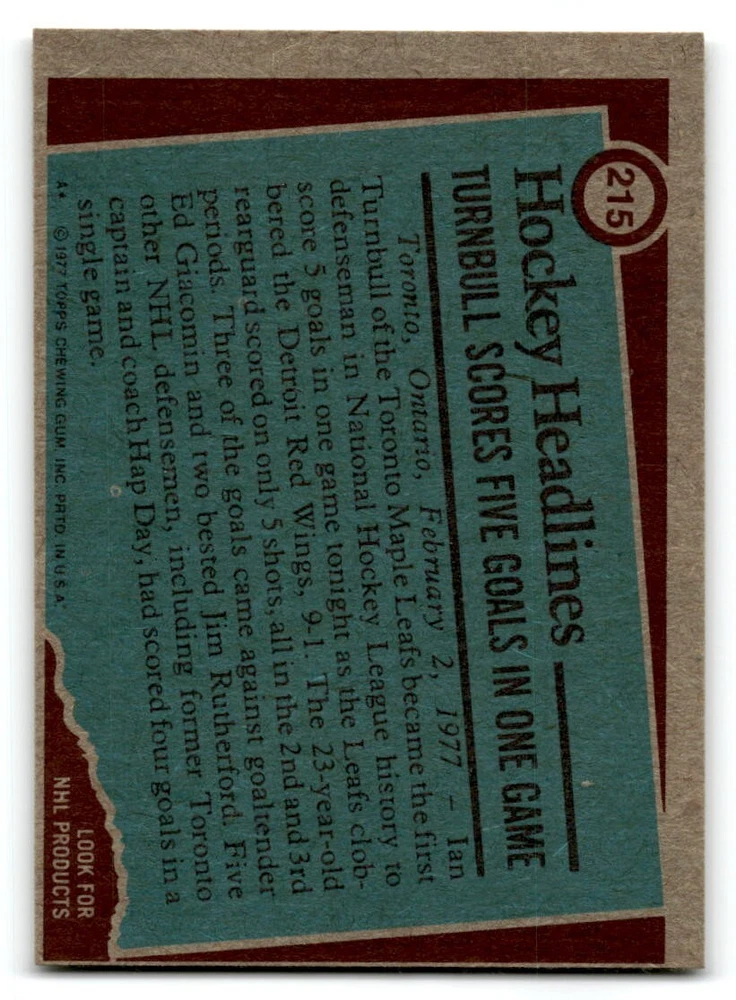 215
Hockey Headlines
TURNBULL SCORES FIVE GOALS IN ONE GAME
Toronto, Ontario, February 2, 1977 – Ian
Turnbull of the Toronto Maple Leafs became the first
defenseman in National Hockey League history to
score 5 goals in one game tonight as the Leafs clob-
bered the Detroit Red Wings, 9-1. The 23-year-old
rearguard scored on only 5 shots, all in the 2nd and 3rd
periods. Three of the goals came against goaltender
Ed Giacomin and two bested Jim Rutherford. Five
other NHL defensemen, including former Toronto
captain and coach Hap Day, had scored four goals in a
single game.
A* ©1977 TOPPS CHEWING GUM INC. PRTD. IN U.S.A.
LOOK FOR
NHL PRODUCTS